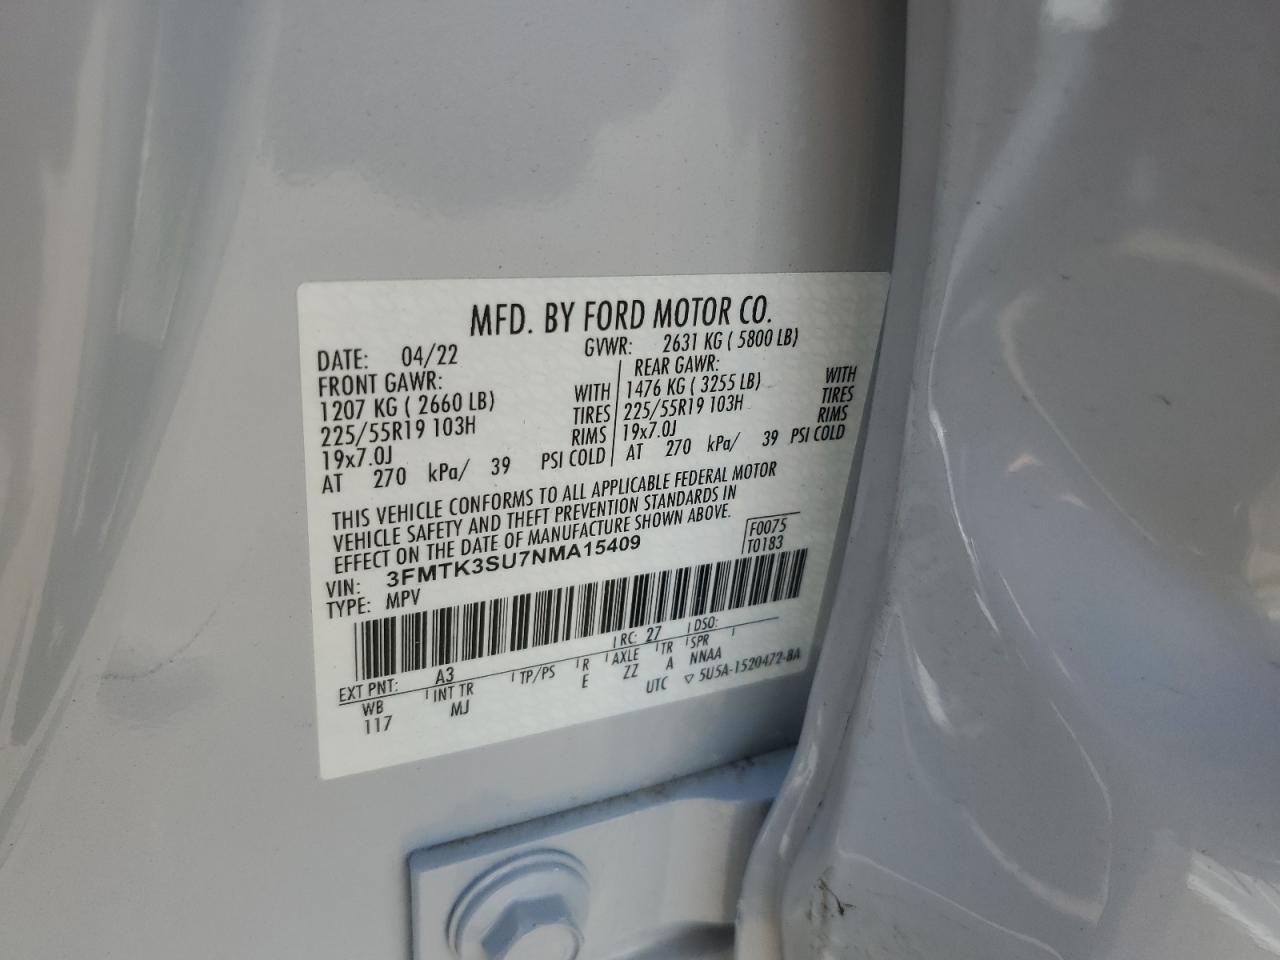 MFD. BY FORD MOTOR CO.
DATE: 04/22 GVWR: 2631 KG ( 5800 LB)
FRONT GAWR: REAR GAWR:
1207 KG ( 2660 LB) WITH 1476 KG ( 3255 LB) WITH
225/55R19 103H TIRES 225/55R19 103H TIRES
19x7.0J RIMS 19x7.0J RIMS
AT 270 kPa/ 39 PSI COLD AT 270 kPa/ 39 PSI COLD
THIS VEHICLE CONFORMS TO ALL APPLICABLE FEDERAL MOTOR
VEHICLE SAFETY AND THEFT PREVENTION STANDARDS IN
EFFECT ON THE DATE OF MANUFACTURE SHOWN ABOVE.
F0075
VIN: 3FMTK3SU7NMA15409 T0183
TYPE: MPV
RC: 27 DSO:
EXT PNT: A3
WB INT TR TP/PS R AXLE TR SPR
117 MJ E ZZ A NNAA
UTC ▽ 5U5A-1520472-BA